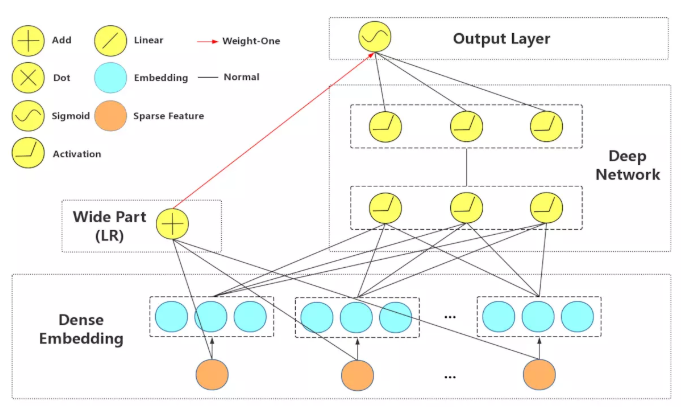 Add
Linear
Weight-One
Dot
Embedding
Normal
Sigmoid
Sparse Feature
Activation
Output Layer
Deep
Network
Wide Part
(LR)
Dense
Embedding
...
...